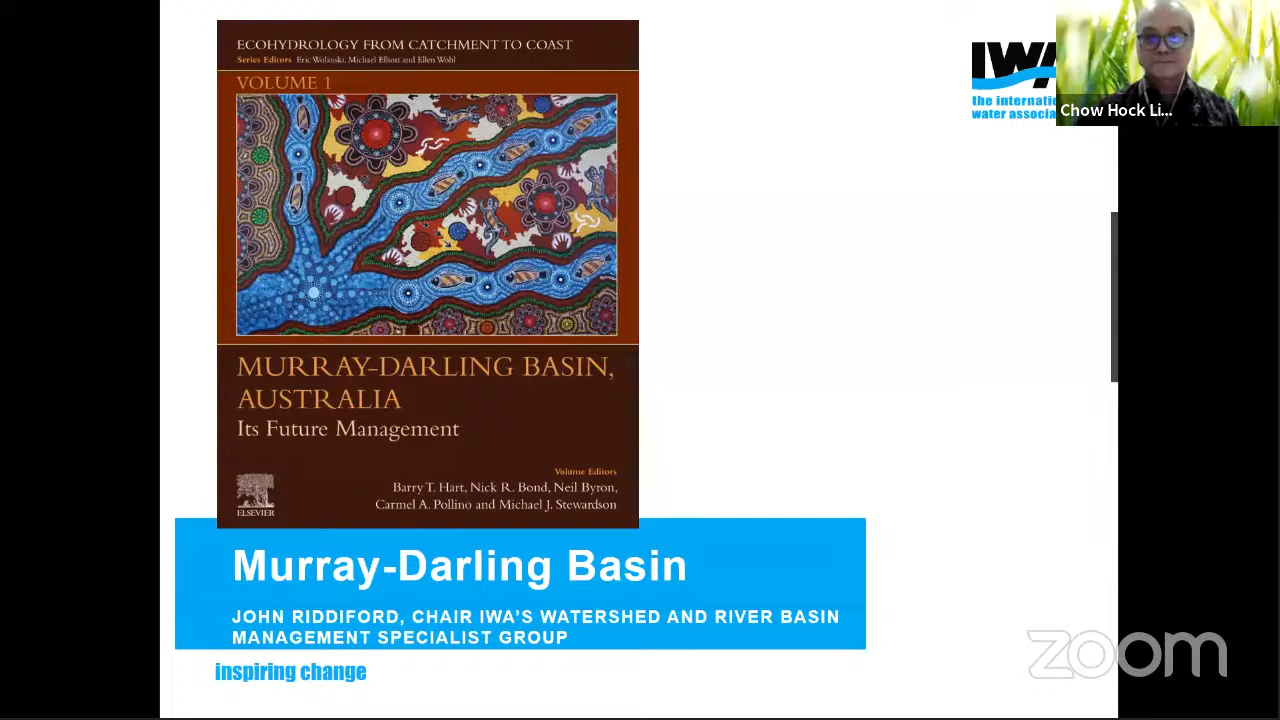 ECOHYDROLOGY FROM CATCHMENT TO COAST
Series Editors Eric Wolanski, Michael Elliott and Ellen Wohl
VOLUME 1
MURRAY-DARLING BASIN,
AUSTRALIA
Its Future Management
Volume Editors
Barry T. Hart, Nick R. Bond, Neil Byron,
Carmel A. Pollino and Michael J. Stewardson
ELSEVIER
Murray-Darling Basin
JOHN RIDDIFORD, CHAIR IWA'S WATERSHED AND RIVER BASIN
MANAGEMENT SPECIALIST GROUP
inspiring change
IWA
the internatio
water associa
Chow Hock Li...
zoom